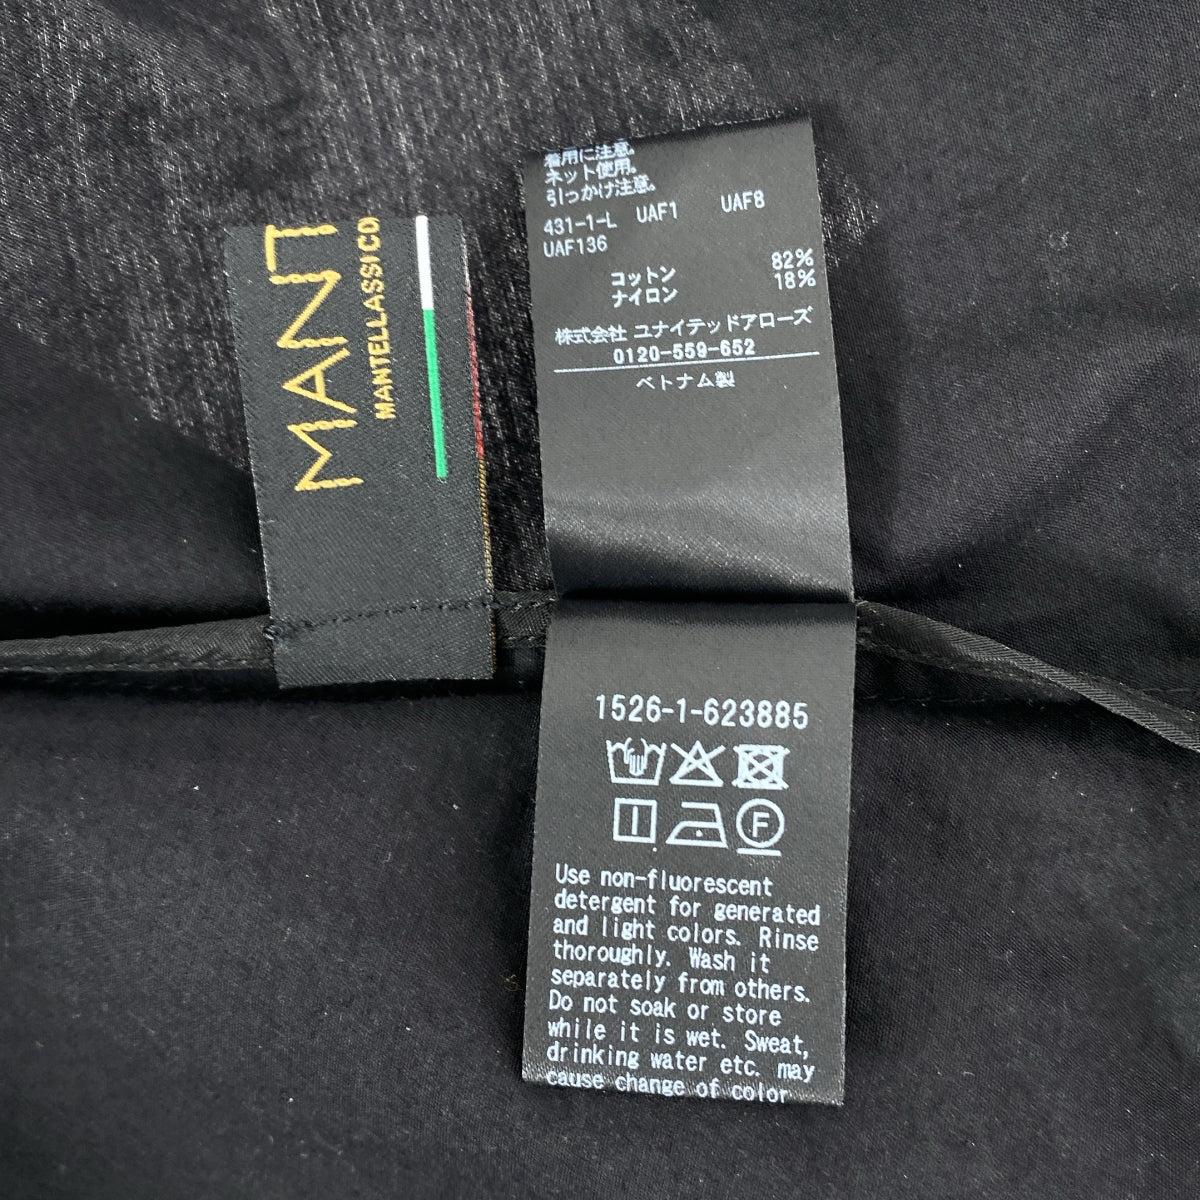 MANT
MANTELLASSI CO
着用に注意。
ネット使用。
引っかけ注意。
431-1-L UAF1 UAF8
UAF136
コットン 82%
ナイロン 18%
株式会社 ユナイテッドアローズ
0120-559-652
ベトナム製
1526-1-623885
F
Use non-fluorescent
detergent for generated
and light colors. Rinse
thoroughly. Wash it
separately from others.
Do not soak or store
while it is wet. Sweat,
drinking water etc. may
cause change of color